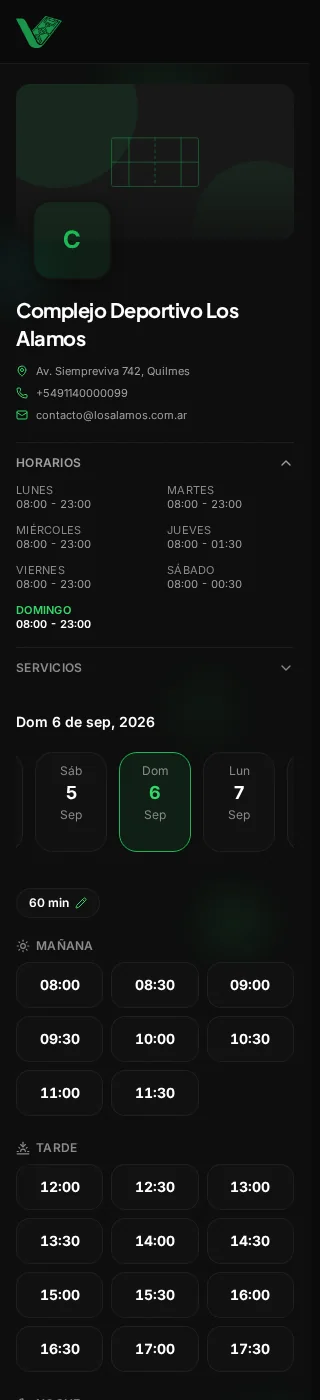 C
Complejo Deportivo Los
Alamos
Av. Siempreviva 742, Quilmes
+5491140000099
contacto@losalamos.com.ar
HORARIOS
LUNES MARTES
08:00 - 23:00 08:00 - 23:00
MIÉRCOLES JUEVES
08:00 - 23:00 08:00 - 01:30
VIERNES SÁBADO
08:00 - 23:00 08:00 - 00:30
DOMINGO
08:00 - 23:00
SERVICIOS
Dom 6 de sep, 2026
Sáb Dom Lun
5 6 7
Sep Sep Sep
60 min
MAÑANA
08:00 08:30 09:00
09:30 10:00 10:30
11:00 11:30
TARDE
12:00 12:30 13:00
13:30 14:00 14:30
15:00 15:30 16:00
16:30 17:00 17:30